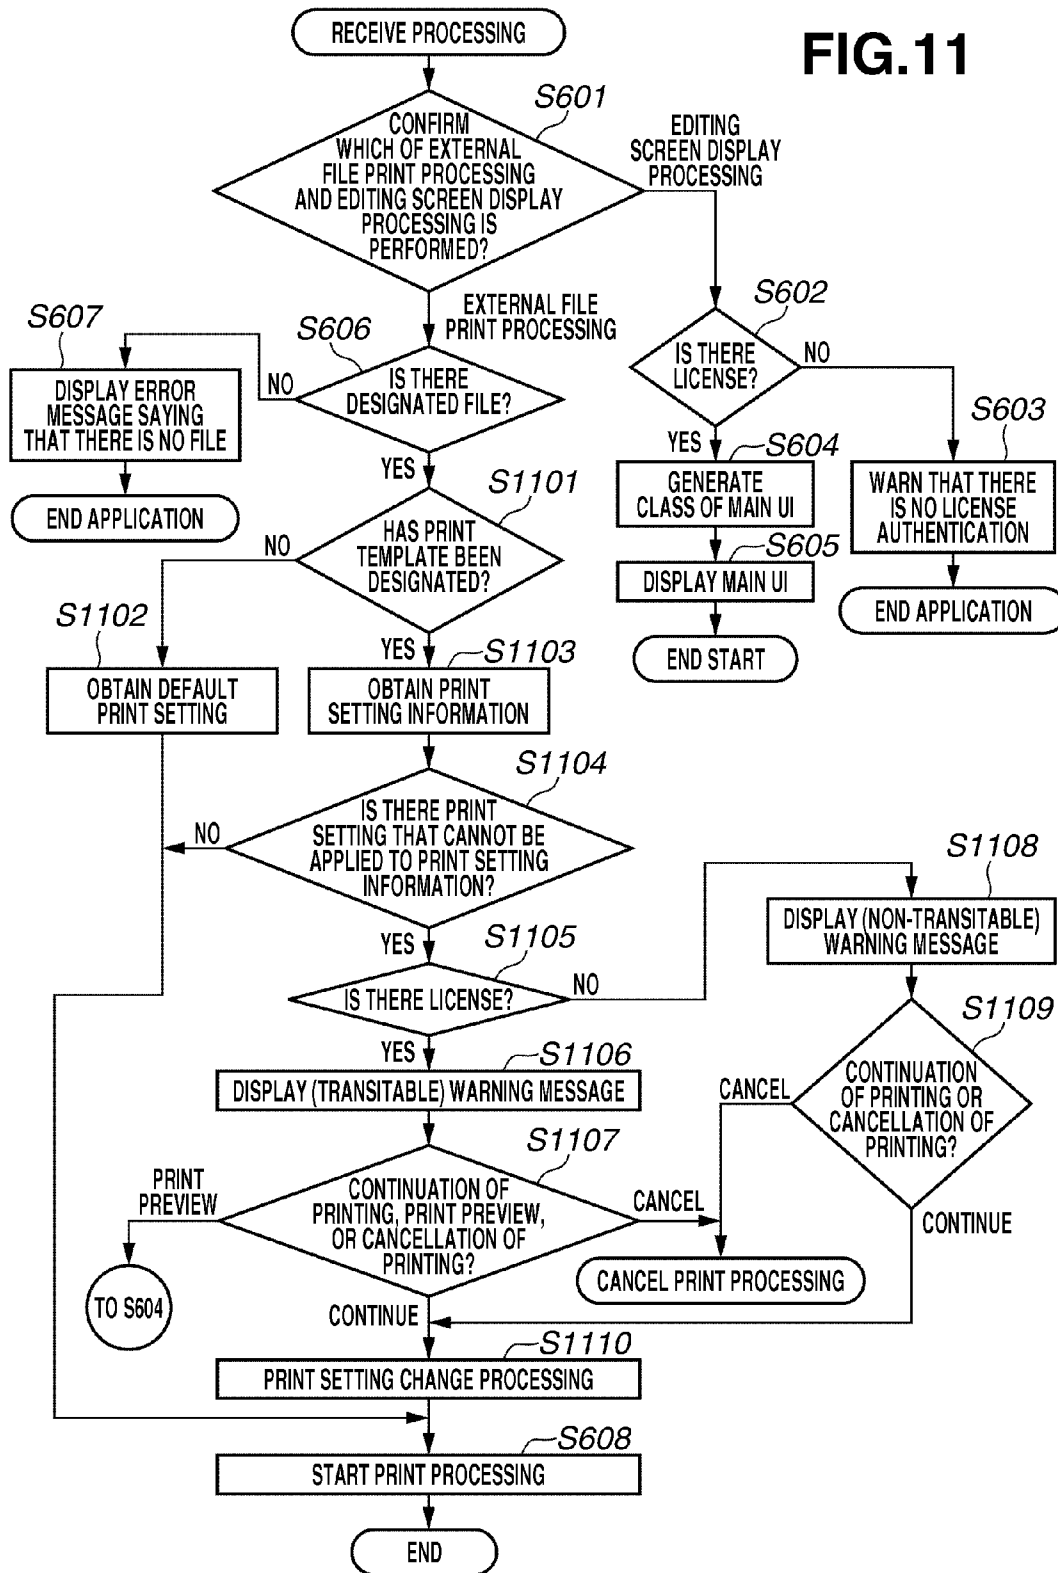 RECEIVE PROCESSING
FIG.11
S601
CONFIRM
WHICH OF EXTERNAL
FILE PRINT PROCESSING
AND EDITING SCREEN DISPLAY
PROCESSING IS
PERFORMED?
EDITING
SCREEN DISPLAY
PROCESSING
EXTERNAL FILE
PRINT PROCESSING
S602
IS THERE
LICENSE?
NO
YES
S603
WARN THAT THERE
IS NO LICENSE
AUTHENTICATION
END APPLICATION
S604
GENERATE
CLASS OF MAIN UI
S605
DISPLAY MAIN UI
END START
S606
IS THERE
DESIGNATED FILE?
NO
YES
S607
DISPLAY ERROR
MESSAGE SAYING
THAT THERE IS NO FILE
END APPLICATION
S1101
HAS PRINT
TEMPLATE BEEN
DESIGNATED?
NO
YES
S1102
OBTAIN DEFAULT
PRINT SETTING
S1103
OBTAIN PRINT
SETTING INFORMATION
S1104
IS THERE PRINT
SETTING THAT CANNOT BE
APPLIED TO PRINT SETTING
INFORMATION?
NO
YES
S1105
IS THERE LICENSE?
NO
YES
S1108
DISPLAY (NON-TRANSITABLE)
WARNING MESSAGE
S1109
CONTINUATION
OF PRINTING OR
CANCELLATION OF
PRINTING?
CANCEL
CONTINUE
S1106
DISPLAY (TRANSITABLE) WARNING MESSAGE
S1107
CONTINUATION OF
PRINTING, PRINT PREVIEW,
OR CANCELLATION OF
PRINTING?
PRINT
PREVIEW
CANCEL
TO S604
CANCEL PRINT PROCESSING
CONTINUE
S1110
PRINT SETTING CHANGE PROCESSING
S608
START PRINT PROCESSING
END